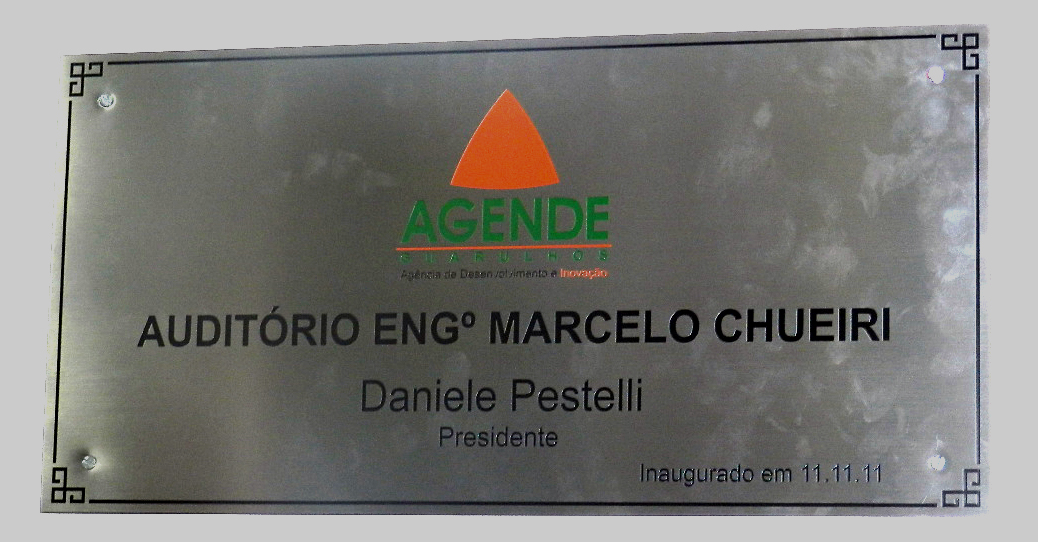 AGENDE
GUARULHOS
Agência de Desenvolvimento e Inovação
AUDITÓRIO ENGº MARCELO CHUEIRI
Daniele Pestelli
Presidente
Inaugurado em 11.11.11